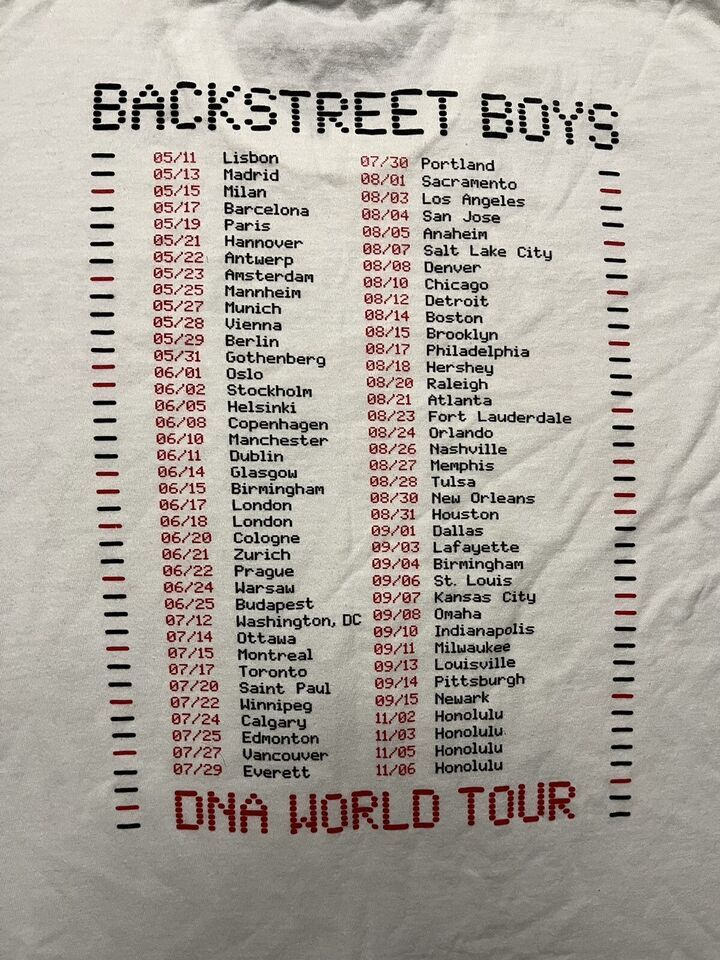 BACKSTREET BOYS
05/11 Lisbon
05/13 Madrid
05/15 Milan
05/17 Barcelona
05/19 Paris
05/21 Hannover
05/22 Antwerp
05/23 Amsterdam
05/25 Mannheim
05/27 Munich
05/28 Vienna
05/29 Berlin
05/31 Gothenberg
06/01 Oslo
06/02 Stockholm
06/05 Helsinki
06/08 Copenhagen
06/10 Manchester
06/11 Dublin
06/14 Glasgow
06/15 Birmingham
06/17 London
06/18 London
06/20 Cologne
06/21 Zurich
06/22 Prague
06/24 Warsaw
06/25 Budapest
07/12 Washington, DC
07/14 Ottawa
07/15 Montreal
07/17 Toronto
07/20 Saint Paul
07/22 Winnipeg
07/24 Calgary
07/25 Edmonton
07/27 Vancouver
07/29 Everett
07/30 Portland
08/01 Sacramento
08/03 Los Angeles
08/04 San Jose
08/05 Anaheim
08/07 Salt Lake City
08/08 Denver
08/10 Chicago
08/12 Detroit
08/14 Boston
08/15 Brooklyn
08/17 Philadelphia
08/18 Hershey
08/20 Raleigh
08/21 Atlanta
08/23 Fort Lauderdale
08/24 Orlando
08/26 Nashville
08/27 Memphis
08/28 Tulsa
08/30 New Orleans
08/31 Houston
09/01 Dallas
09/03 Lafayette
09/04 Birmingham
09/06 St. Louis
09/07 Kansas City
09/08 Omaha
09/10 Indianapolis
09/11 Milwaukee
09/13 Louisville
09/14 Pittsburgh
09/15 Newark
11/02 Honolulu
11/03 Honolulu
11/05 Honolulu
11/06 Honolulu
DNA WORLD TOUR